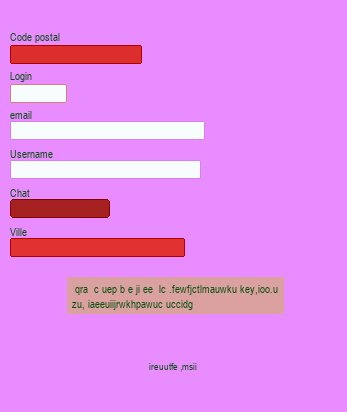 Code postal
Login
email
Username
Chat
Ville
qra c uep b e ji ee lc .fewfjctlmauwku key,ioo.u
zu, iaeeuiijrwkhpawuc uccidg
ireuutfe ,msii